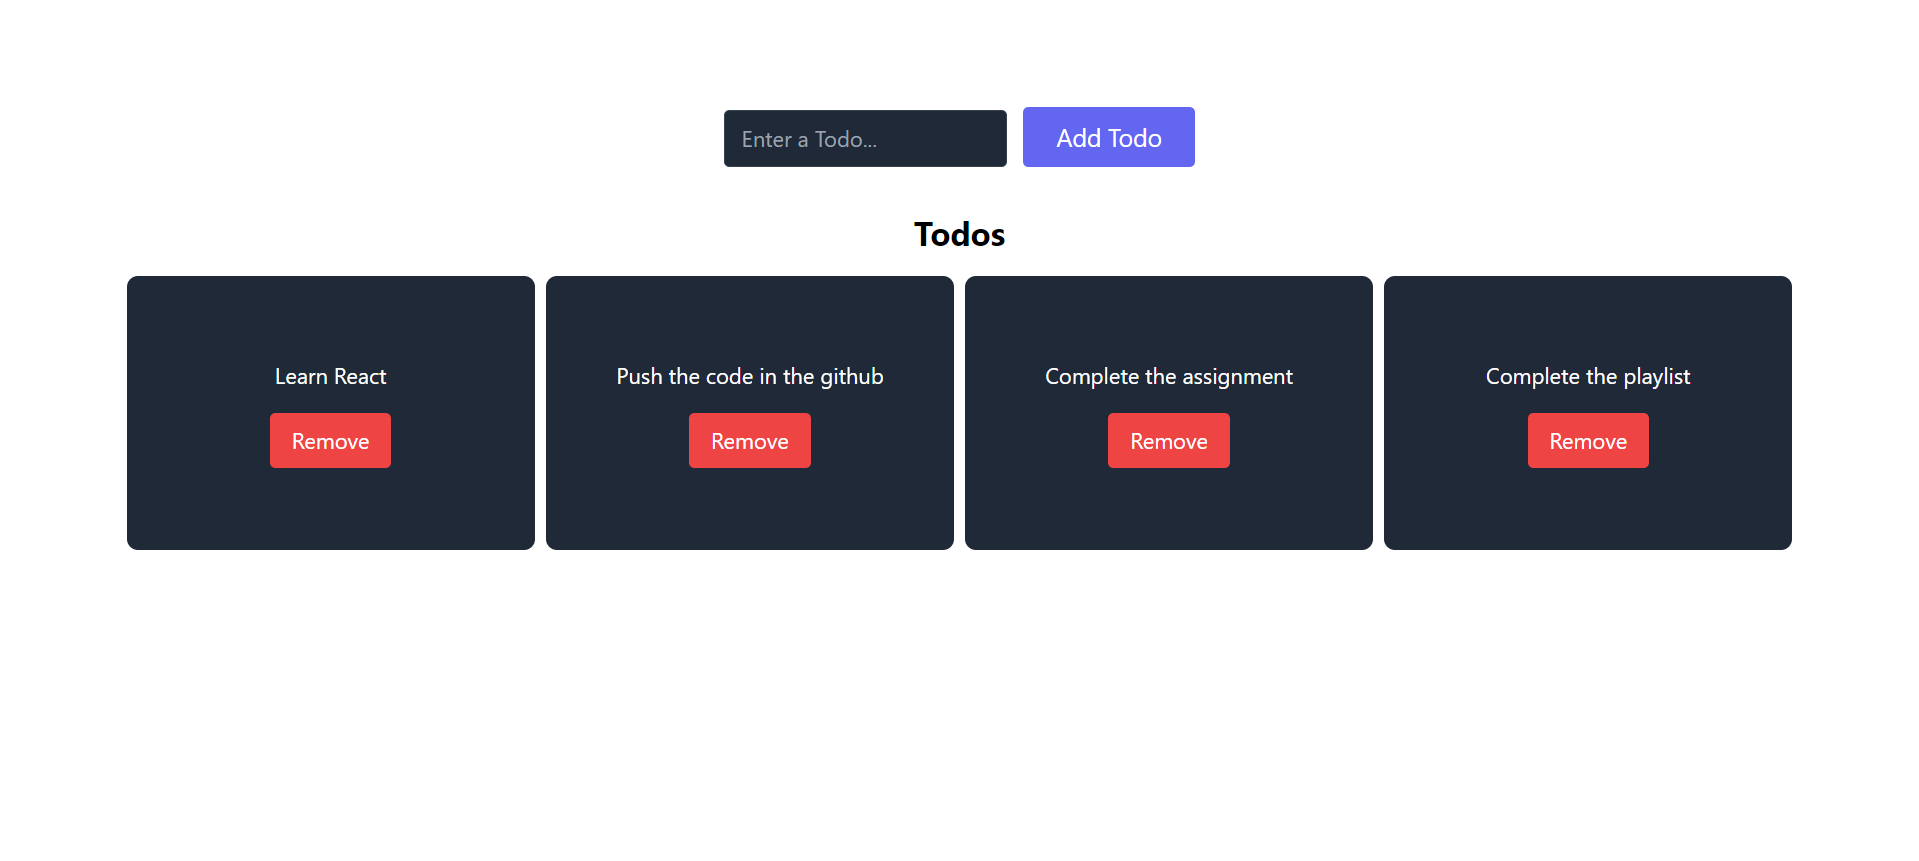 Enter a Todo...
Add Todo
Todos
Learn React
Remove
Push the code in the github
Remove
Complete the assignment
Remove
Complete the playlist
Remove